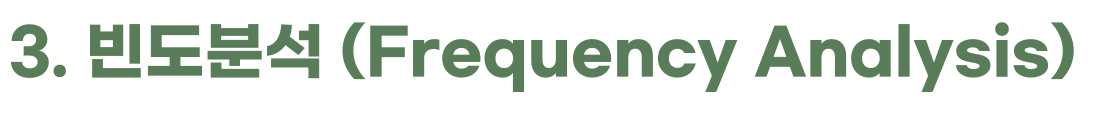 3. 빈도분석 (Frequency Analysis)